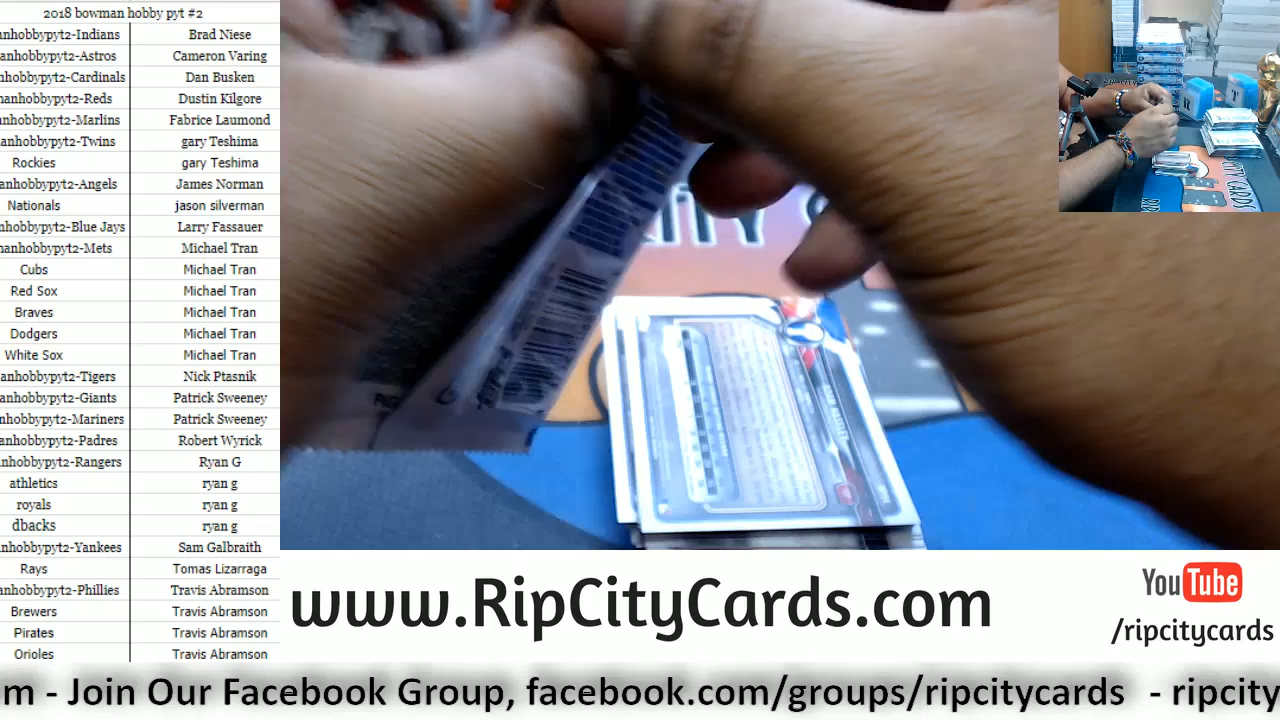 2018 bowman hobby pyt #2
nhobbypyt2-Indians Brad Niese
anhobbypyt2-Astros Cameron Varing
hobbypyt2-Cardinals Dan Busken
manhobbypyt2-Reds Dustin Kilgore
anhobbypyt2-Marlins Fabrice Laumond
anhobbypyt2-Twins gary Teshima
Rockies gary Teshima
anhobbypyt2-Angels James Norman
Nationals jason silverman
nhobbypyt2-Blue Jays Larry Fassauer
manhobbypyt2-Mets Michael Tran
Cubs Michael Tran
Red Sox Michael Tran
Braves Michael Tran
Dodgers Michael Tran
White Sox Michael Tran
anhobbypyt2-Tigers Nick Ptasnik
anhobbypyt2-Giants Patrick Sweeney
anhobbypyt2-Mariners Patrick Sweeney
anhobbypyt2-Padres Robert Wyrick
nhobbypyt2-Rangers Ryan G
athletics ryan g
royals ryan g
dbacks ryan g
nhobbypyt2-Yankees Sam Galbraith
Rays Tomas Lizarraga
nhobbypyt2-Phillies Travis Abramson
Brewers Travis Abramson
Pirates Travis Abramson
Orioles Travis Abramson
www.RipCityCards.com
YouTube
/ripcitycards
m - Join Our Facebook Group, facebook.com/groups/ripcitycards - ripcity